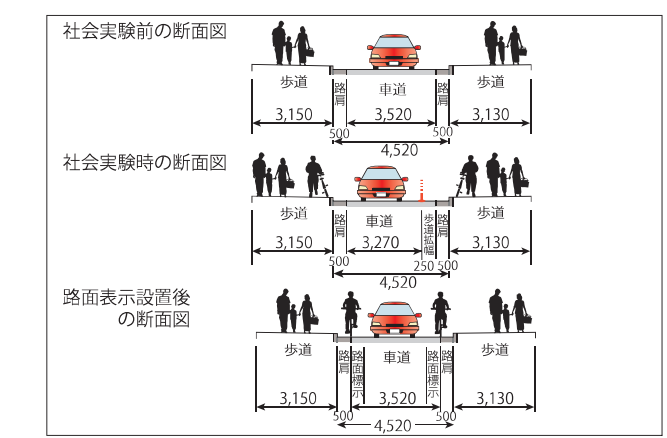 社会実験前の断面図
歩道
路肩
車道
路肩
歩道
3,150
3,520
3,130
500
500
4,520
社会実験時の断面図
歩道
路肩
車道
歩道拡幅
路肩
歩道
3,150
3,270
3,130
500
250
500
4,520
路面表示設置後
の断面図
歩道
路肩
路面標示
車道
路面標示
路肩
歩道
3,150
3,520
3,130
500
500
4,520